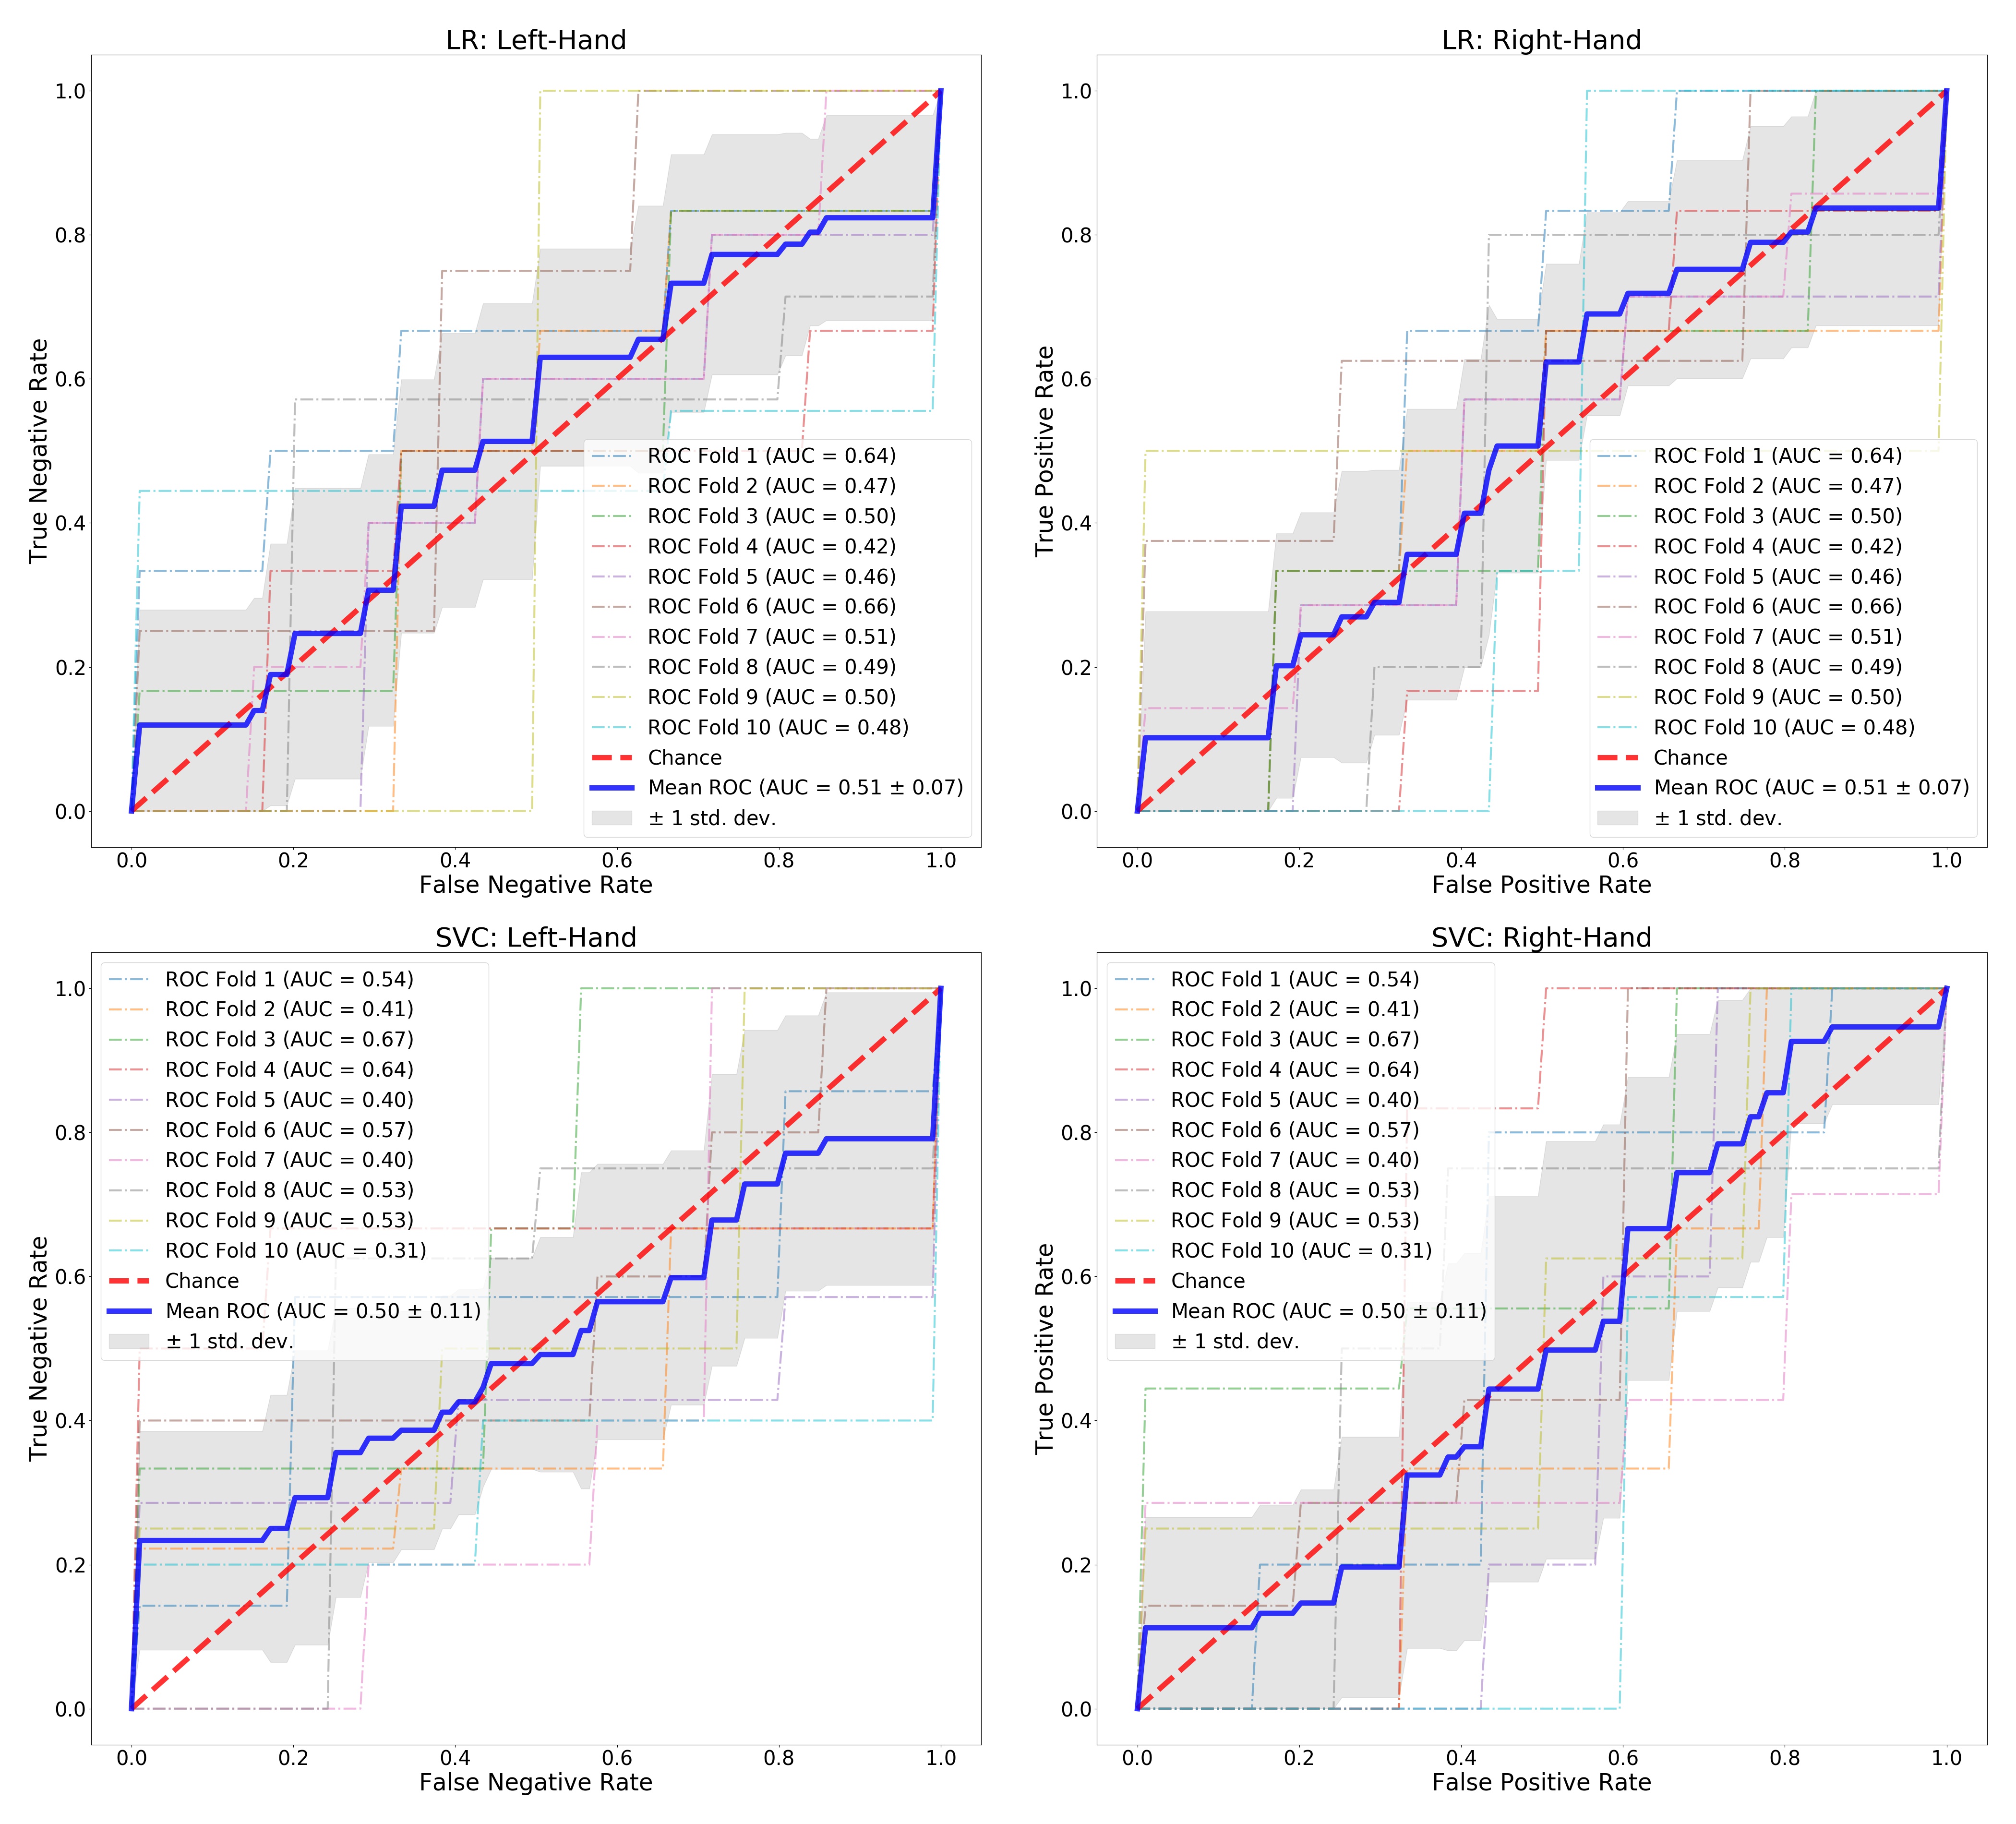 LR: Left-Hand
True Negative Rate
1.0
0.8
0.6
0.4
0.2
0.0
ROC Fold 1 (AUC = 0.64)
ROC Fold 2 (AUC = 0.47)
ROC Fold 3 (AUC = 0.50)
ROC Fold 4 (AUC = 0.42)
ROC Fold 5 (AUC = 0.46)
ROC Fold 6 (AUC = 0.66)
ROC Fold 7 (AUC = 0.51)
ROC Fold 8 (AUC = 0.49)
ROC Fold 9 (AUC = 0.50)
ROC Fold 10 (AUC = 0.48)
Chance
Mean ROC (AUC = 0.51 ± 0.07)
± 1 std. dev.
0.0 0.2 0.4 0.6 0.8 1.0
False Negative Rate
LR: Right-Hand
True Positive Rate
1.0
0.8
0.6
0.4
0.2
0.0
ROC Fold 1 (AUC = 0.64)
ROC Fold 2 (AUC = 0.47)
ROC Fold 3 (AUC = 0.50)
ROC Fold 4 (AUC = 0.42)
ROC Fold 5 (AUC = 0.46)
ROC Fold 6 (AUC = 0.66)
ROC Fold 7 (AUC = 0.51)
ROC Fold 8 (AUC = 0.49)
ROC Fold 9 (AUC = 0.50)
ROC Fold 10 (AUC = 0.48)
Chance
Mean ROC (AUC = 0.51 ± 0.07)
± 1 std. dev.
0.0 0.2 0.4 0.6 0.8 1.0
False Positive Rate
SVC: Left-Hand
True Negative Rate
1.0
0.8
0.6
0.4
0.2
0.0
ROC Fold 1 (AUC = 0.54)
ROC Fold 2 (AUC = 0.41)
ROC Fold 3 (AUC = 0.67)
ROC Fold 4 (AUC = 0.64)
ROC Fold 5 (AUC = 0.40)
ROC Fold 6 (AUC = 0.57)
ROC Fold 7 (AUC = 0.40)
ROC Fold 8 (AUC = 0.53)
ROC Fold 9 (AUC = 0.53)
ROC Fold 10 (AUC = 0.31)
Chance
Mean ROC (AUC = 0.50 ± 0.11)
± 1 std. dev.
0.0 0.2 0.4 0.6 0.8 1.0
False Negative Rate
SVC: Right-Hand
True Positive Rate
1.0
0.8
0.6
0.4
0.2
0.0
ROC Fold 1 (AUC = 0.54)
ROC Fold 2 (AUC = 0.41)
ROC Fold 3 (AUC = 0.67)
ROC Fold 4 (AUC = 0.64)
ROC Fold 5 (AUC = 0.40)
ROC Fold 6 (AUC = 0.57)
ROC Fold 7 (AUC = 0.40)
ROC Fold 8 (AUC = 0.53)
ROC Fold 9 (AUC = 0.53)
ROC Fold 10 (AUC = 0.31)
Chance
Mean ROC (AUC = 0.50 ± 0.11)
± 1 std. dev.
0.0 0.2 0.4 0.6 0.8 1.0
False Positive Rate